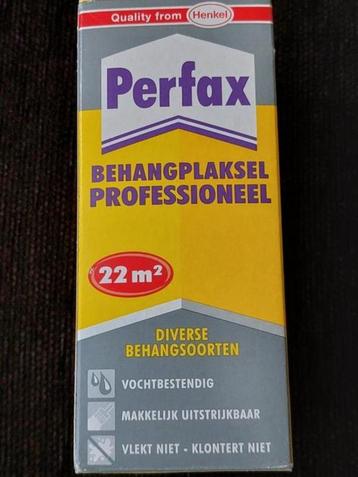 Quality from Henkel
Perfax
BEHANGPLAKSEL
PROFESSIONEEL
22 m²
DIVERSE
BEHANGSOORTEN
VOCHTBESTENDIG
MAKKELIJK UITSTRIJKBAAR
VLEKT NIET - KLONTERT NIET